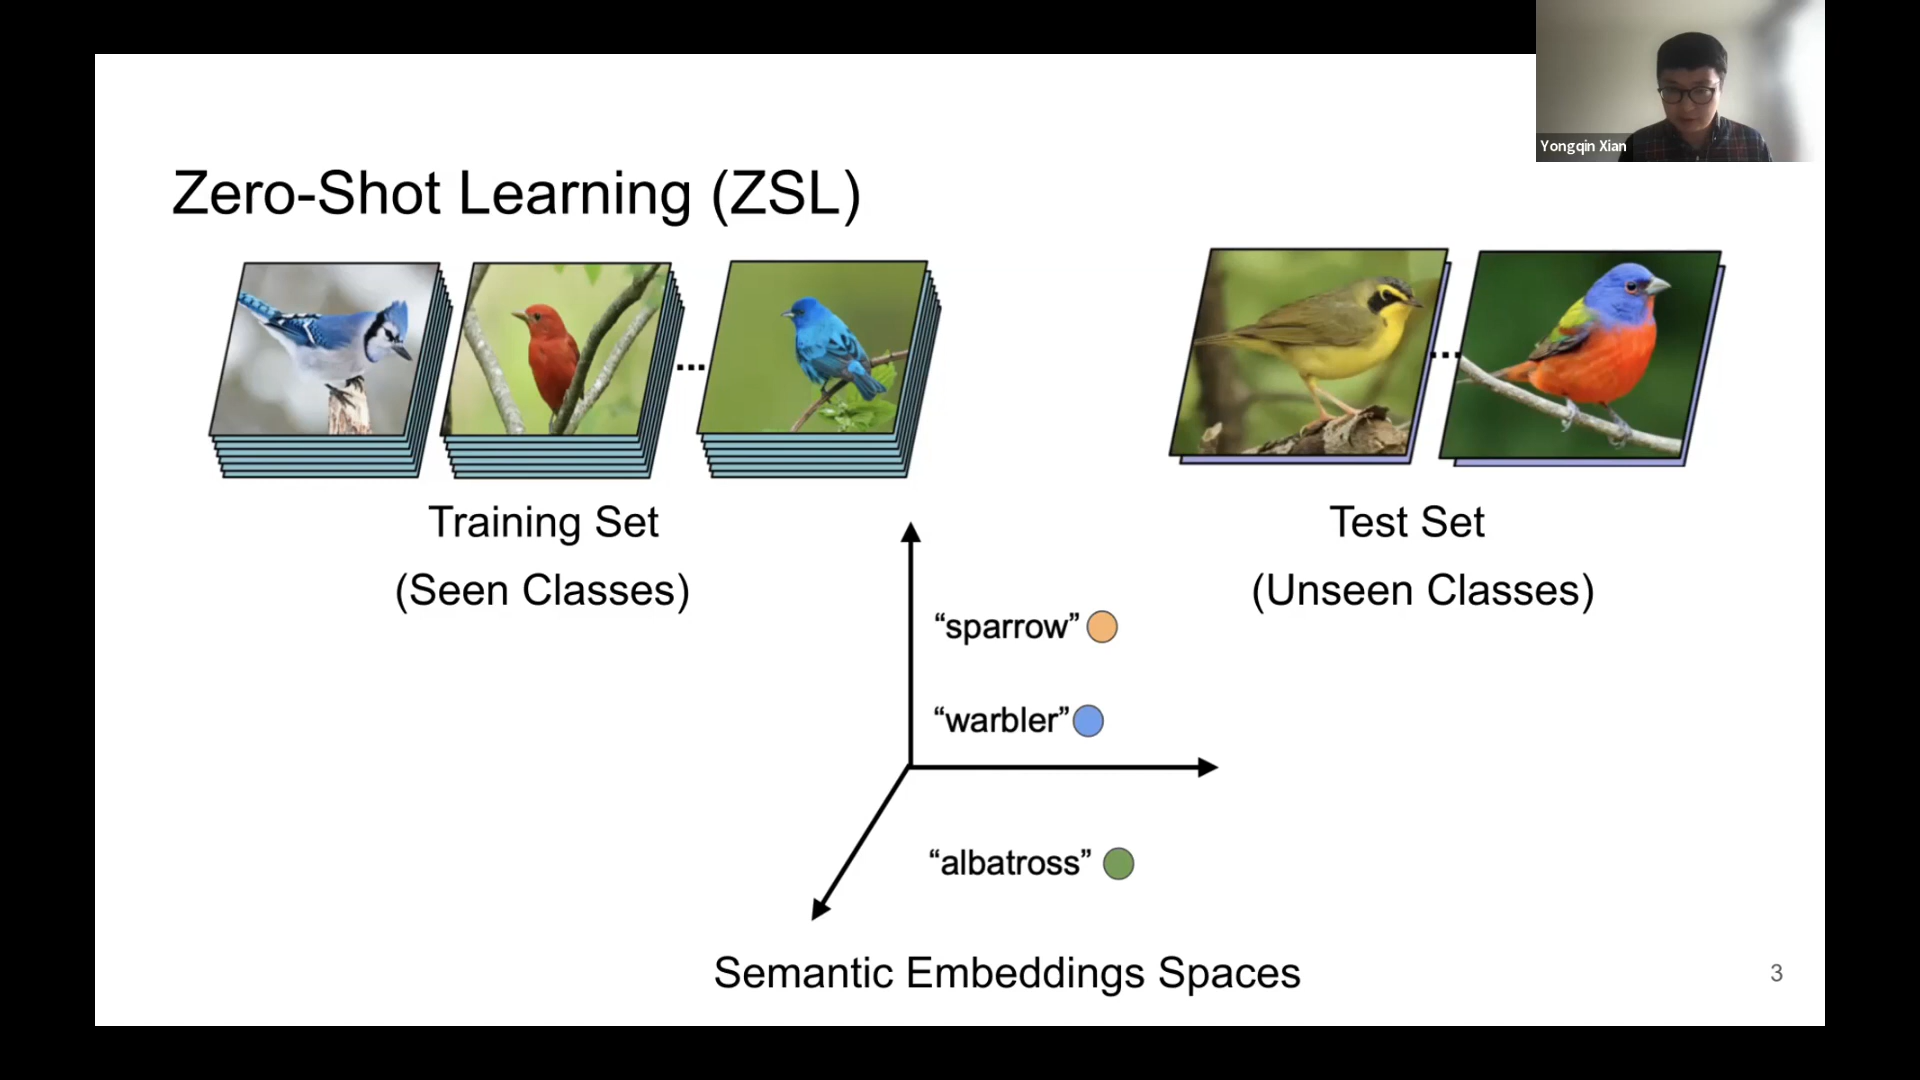 Yongqin Xian
Zero-Shot Learning (ZSL)
...
...
Training Set
(Seen Classes)
Test Set
(Unseen Classes)
“sparrow”
“warbler”
“albatross”
Semantic Embeddings Spaces
3